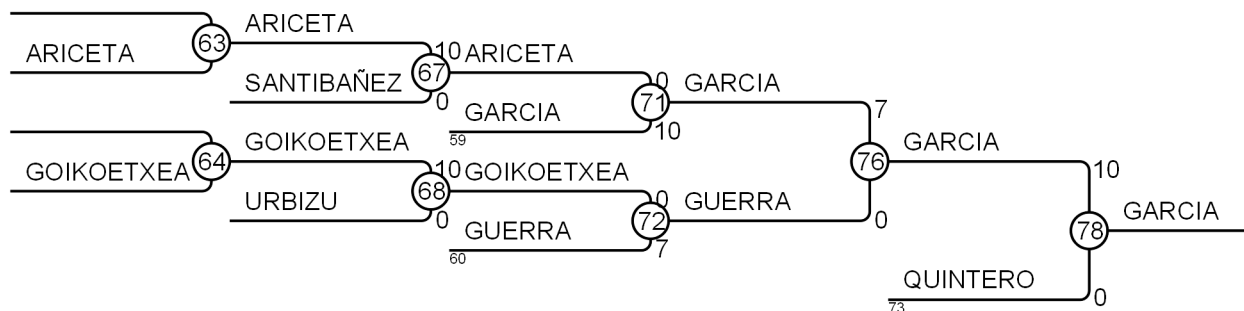 ARICETA
63
ARICETA
10
ARICETA
SANTIBAÑEZ
67
0
0
GARCIA
GARCIA
59
71
10
7
GOIKOETXEA
64
GOIKOETXEA
10
GOIKOETXEA
URBIZU
68
0
0
GUERRA
GUERRA
60
72
7
76
0
GARCIA
10
78
GARCIA
QUINTERO
73
0